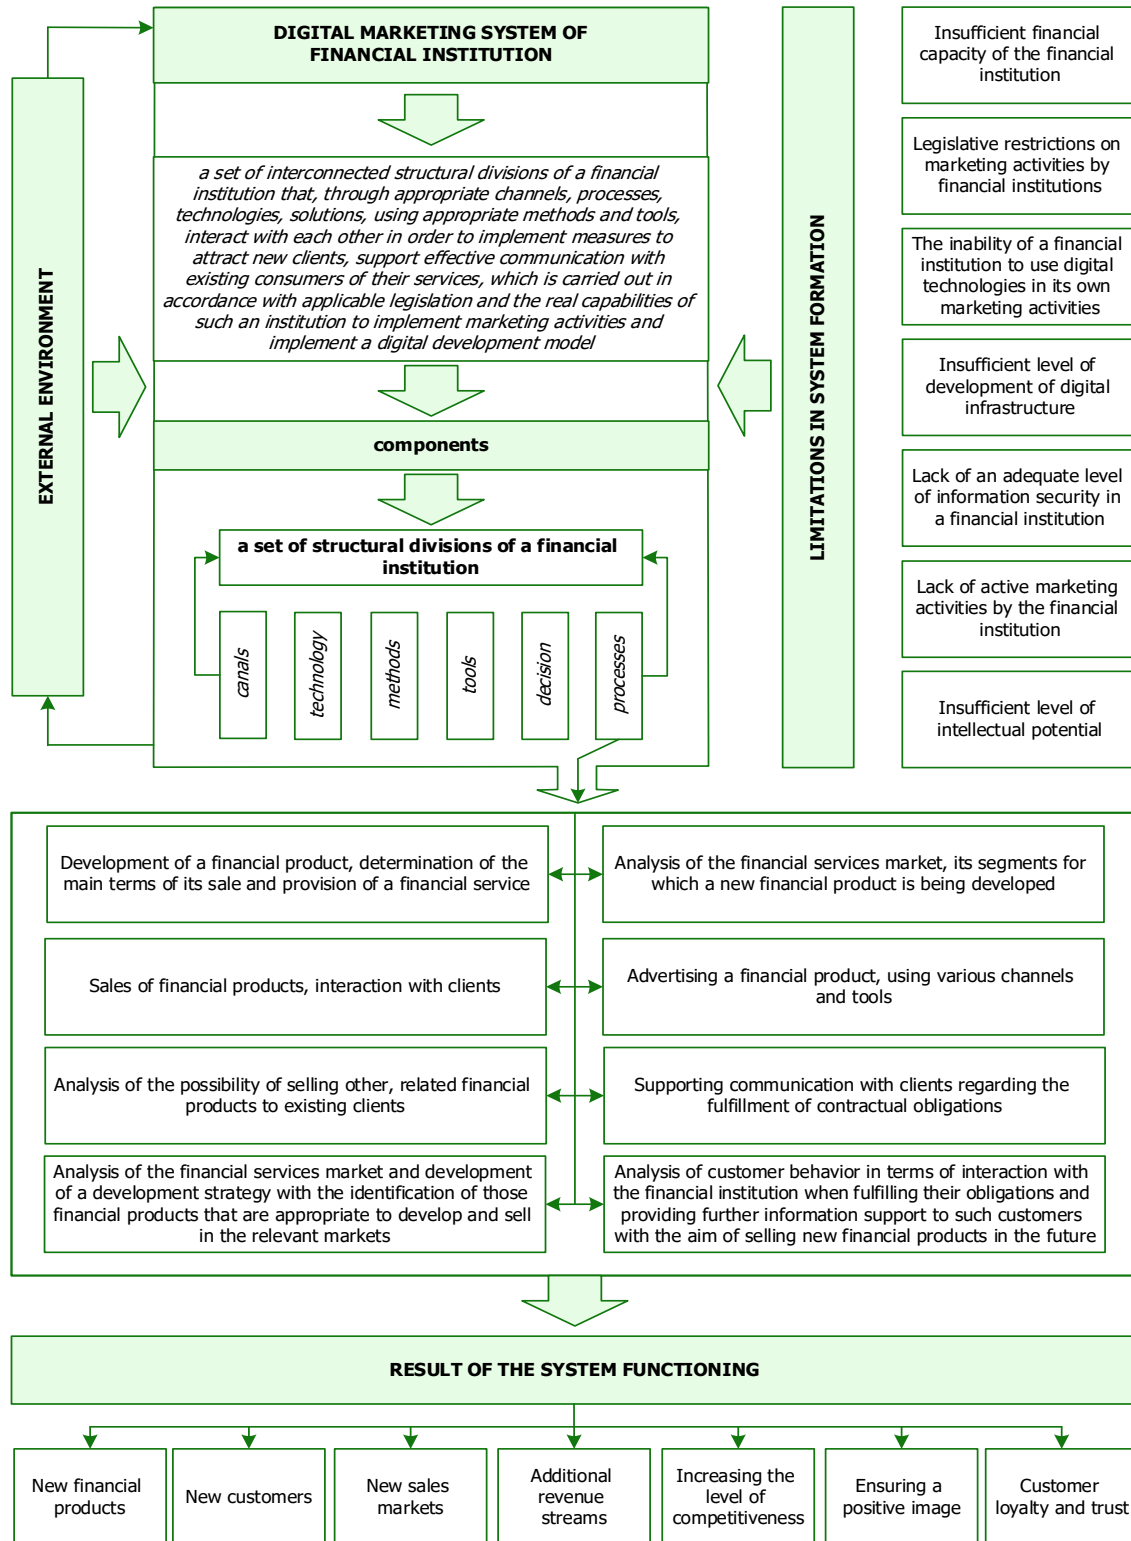 DIGITAL MARKETING SYSTEM OF
FINANCIAL INSTITUTION
a set of interconnected structural divisions of a financial
institution that, through appropriate channels, processes,
technologies, solutions, using appropriate methods and tools,
interact with each other in order to implement measures to
attract new clients, support effective communication with
existing consumers of their services, which is carried out in
accordance with applicable legislation and the real capabilities of
such an institution to implement marketing activities and
implement a digital development model
EXTERNAL ENVIRONMENT
components
a set of structural divisions of a financial
institution
canals
technology
methods
tools
decision
processes
LIMITATIONS IN SYSTEM FORMATION
Insufficient financial
capacity of the financial
institution
Legislative restrictions on
marketing activities by
financial institutions
The inability of a financial
institution to use digital
technologies in its own
marketing activities
Insufficient level of
development of digital
infrastructure
Lack of an adequate level
of information security in
a financial institution
Lack of active marketing
activities by the financial
institution
Insufficient level of
intellectual potential
Development of a financial product, determination of the
main terms of its sale and provision of a financial service
Analysis of the financial services market, its segments for
which a new financial product is being developed
Sales of financial products, interaction with clients
Advertising a financial product, using various channels
and tools
Analysis of the possibility of selling other, related financial
products to existing clients
Supporting communication with clients regarding the
fulfillment of contractual obligations
Analysis of the financial services market and development
of a development strategy with the identification of those
financial products that are appropriate to develop and sell
in the relevant markets
Analysis of customer behavior in terms of interaction with
the financial institution when fulfilling their obligations and
providing further information support to such customers
with the aim of selling new financial products in the future
RESULT OF THE SYSTEM FUNCTIONING
New financial
products
New customers
New sales
markets
Additional
revenue
streams
Increasing the
level of
competitiveness
Ensuring a
positive image
Customer
loyalty and trust